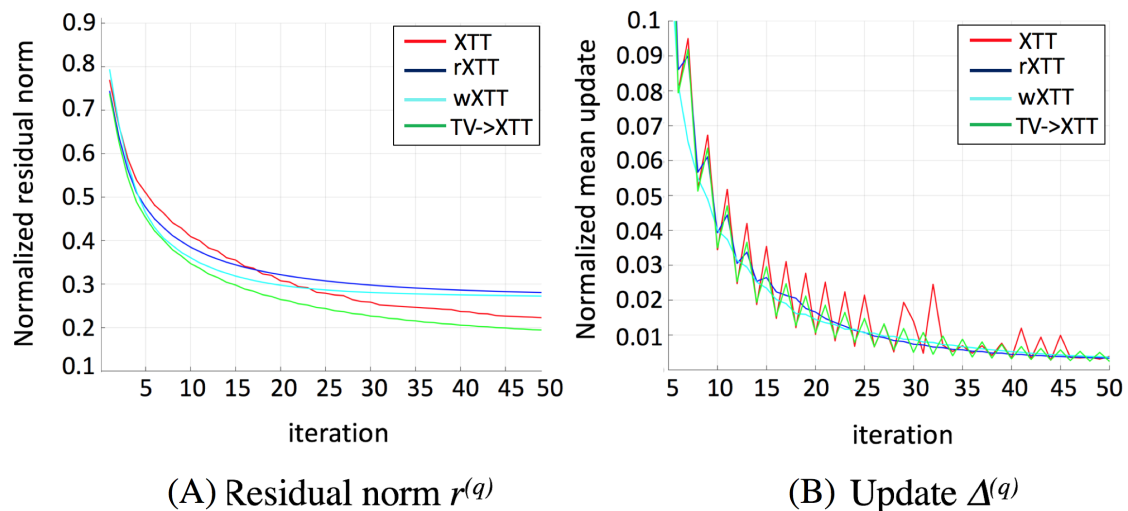 Normalized residual norm
0.9
0.8
0.7
0.6
0.5
0.4
0.3
0.2
0.1
XTT
rXTT
wXTT
TV->XTT
5 10 15 20 25 30 35 40 45 50
iteration
(A) Residual norm r(q)
Normalized mean update
0.1
0.09
0.08
0.07
0.06
0.05
0.04
0.03
0.02
0.01
XTT
rXTT
wXTT
TV->XTT
5 10 15 20 25 30 35 40 45 50
iteration
(B) Update Δ(q)